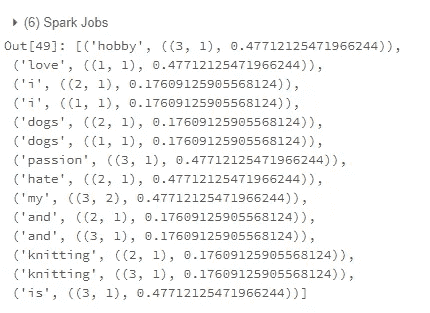 (6) Spark Jobs
Out[49]: [('hobby', ((3, 1), 0.47712125471966244)),
('love', ((1, 1), 0.47712125471966244)),
('i', ((2, 1), 0.17609125905568124)),
('i', ((1, 1), 0.17609125905568124)),
('dogs', ((2, 1), 0.17609125905568124)),
('dogs', ((1, 1), 0.17609125905568124)),
('passion', ((3, 1), 0.47712125471966244)),
('hate', ((2, 1), 0.47712125471966244)),
('my', ((3, 2), 0.47712125471966244)),
('and', ((2, 1), 0.17609125905568124)),
('and', ((3, 1), 0.17609125905568124)),
('knitting', ((2, 1), 0.17609125905568124)),
('knitting', ((3, 1), 0.17609125905568124)),
('is', ((3, 1), 0.47712125471966244))]